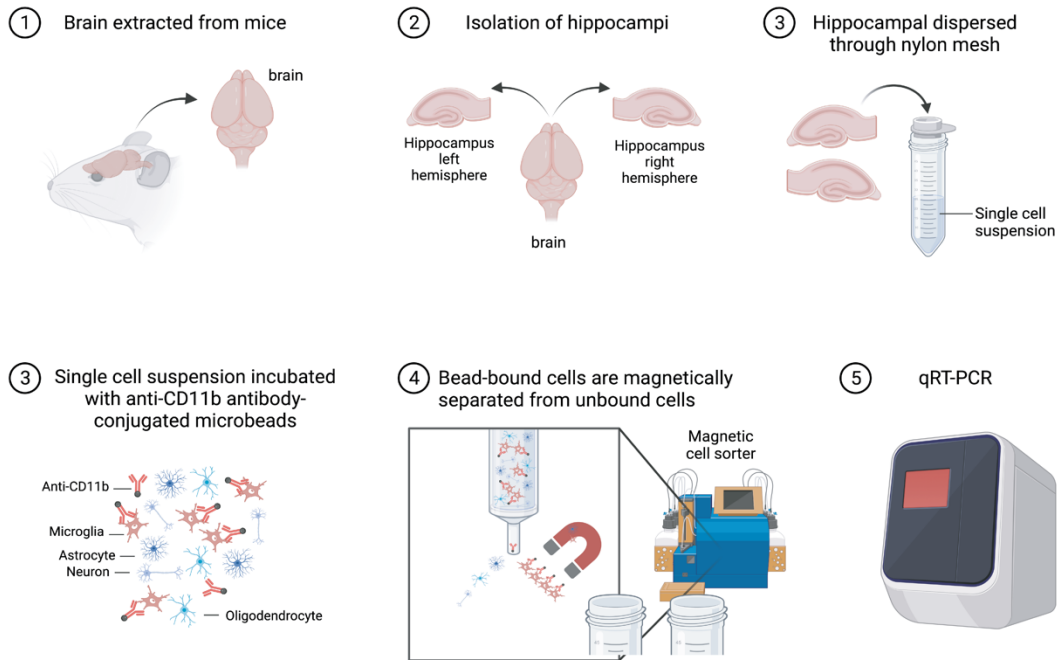 1 Brain extracted from mice
brain
2 Isolation of hippocampi
Hippocampus
left
hemisphere
Hippocampus
right
hemisphere
brain
3 Hippocampal dispersed
through nylon mesh
Single cell
suspension
3 Single cell suspension incubated
with anti-CD11b antibody-
conjugated microbeads
Anti-CD11b
Microglia
Astrocyte
Neuron
Oligodendrocyte
4 Bead-bound cells are magnetically
separated from unbound cells
Magnetic
cell sorter
5 qRT-PCR